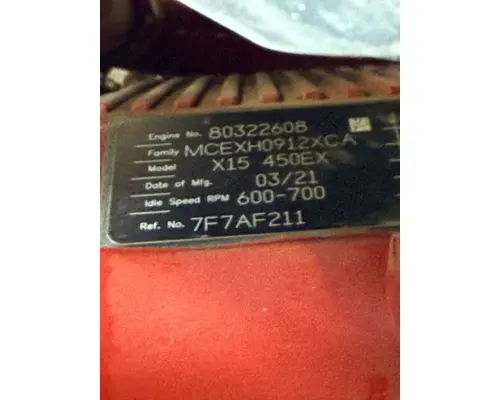 Engine No. 80322608
Family MCEXH0912XCA
Model X15 450EX
Date of Mfg. 03/21
Idle Speed RPM 600-700
Ref. No. 7F7AF211